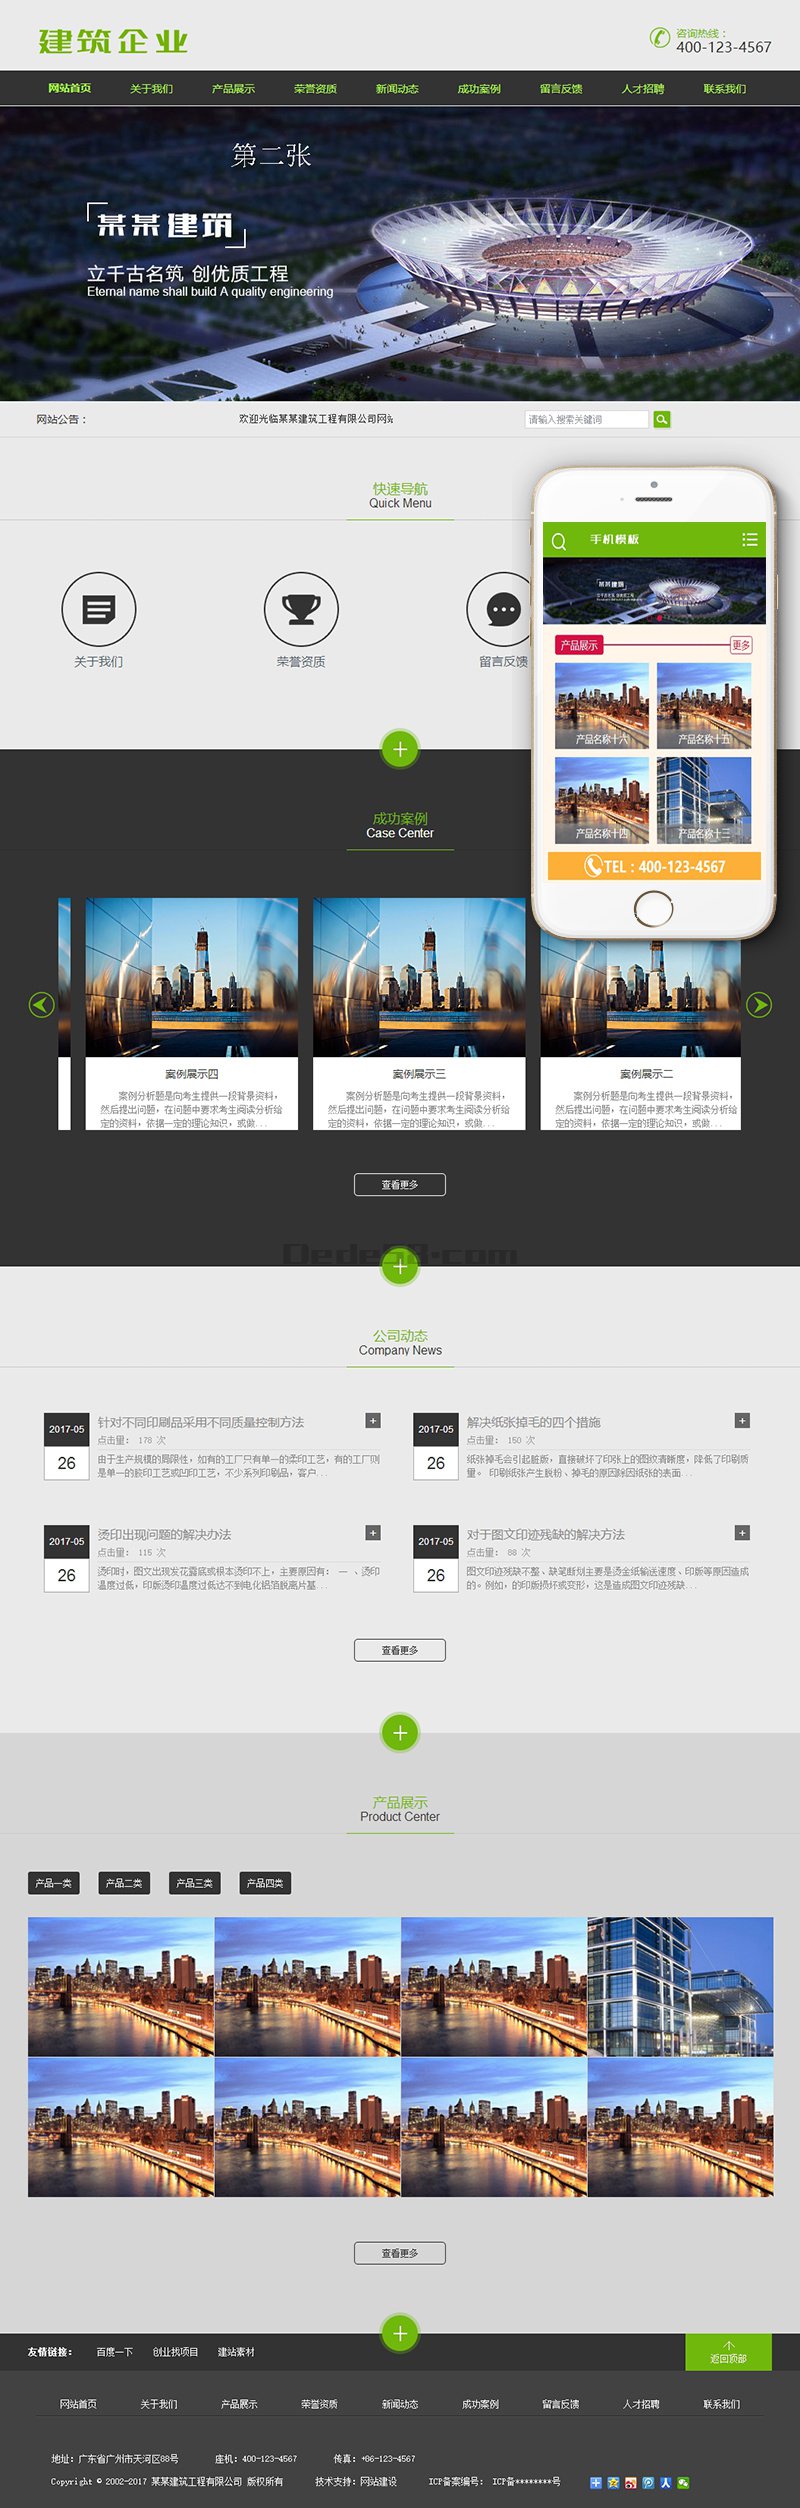 建筑企业
咨询热线：
400-123-4567
网站首页 关于我们 产品展示 荣誉资质 新闻动态 成功案例 留言反馈 人才招聘 联系我们
第二张
某某建筑
立千古名筑 创优质工程
Eternal name shall build A quality engineering
网站公告： 欢迎光临某某建筑工程有限公司网站 请输入搜索关键词
快速导航
Quick Menu
关于我们 荣誉资质 留言反馈
手机模板
某某建筑
立千古名筑 创优质工程
产品展示 更多
产品名称十六 产品名称十五
产品名称十四 产品名称十三
TEL : 400-123-4567
成功案例
Case Center
案例展示四 案例展示三 案例展示二
案例分析题是向考生提供一段背景资料， 案例分析题是向考生提供一段背景资料， 案例分析题是向考生提供一段背景资料，
然后提出问题，在问题中要求考生阅读分析给 然后提出问题，在问题中要求考生阅读分析给 然后提出问题，在问题中要求考生阅读分析给
定的资料，依据一定的理论知识，或做... 定的资料，依据一定的理论知识，或做... 定的资料，依据一定的理论知识，或做...
查看更多
Dede58.com
公司动态
Company News
2017-05
26
针对不同印刷品采用不同质量控制方法
点击量： 178 次
由于生产规模的局限性，如有的工厂只有单一的柔印工艺，有的工厂则
是单一的胶印工艺或凹印工艺，不少系列印刷品，客户...
2017-05
26
解决纸张掉毛的四个措施
点击量： 150 次
纸张掉毛会引起脏版，直接破坏了印张上的图纹清晰度，降低了印刷质
量。 印刷纸张产生脱粉、掉毛的原因除因纸张的表面...
2017-05
26
烫印出现问题的解决办法
点击量： 115 次
烫印时，图文出现发花露底或根本烫印不上，主要原因有： 一 、烫印
温度过低，印版烫印温度过低达不到电化铝箔脱离片基...
2017-05
26
对于图文印迹残缺的解决方法
点击量： 88 次
图文印迹残缺不整、缺笔断划主要是烫金纸输送速度、印版等原因造成
的。例如，的印版损坏或变形，这是造成图文印迹残缺...
查看更多
产品展示
Product Center
产品一类 产品二类 产品三类 产品四类
查看更多
友情链接： 百度一下 创业找项目 建站素材
返回顶部
网站首页 关于我们 产品展示 荣誉资质 新闻动态 成功案例 留言反馈 人才招聘 联系我们
地址：广东省广州市天河区88号 座机：400-123-4567 传真：+86-123-4567
Copyright © 2002-2017 某某建筑工程有限公司 版权所有 技术支持：网站建设 ICP备案编号： ICP备********号